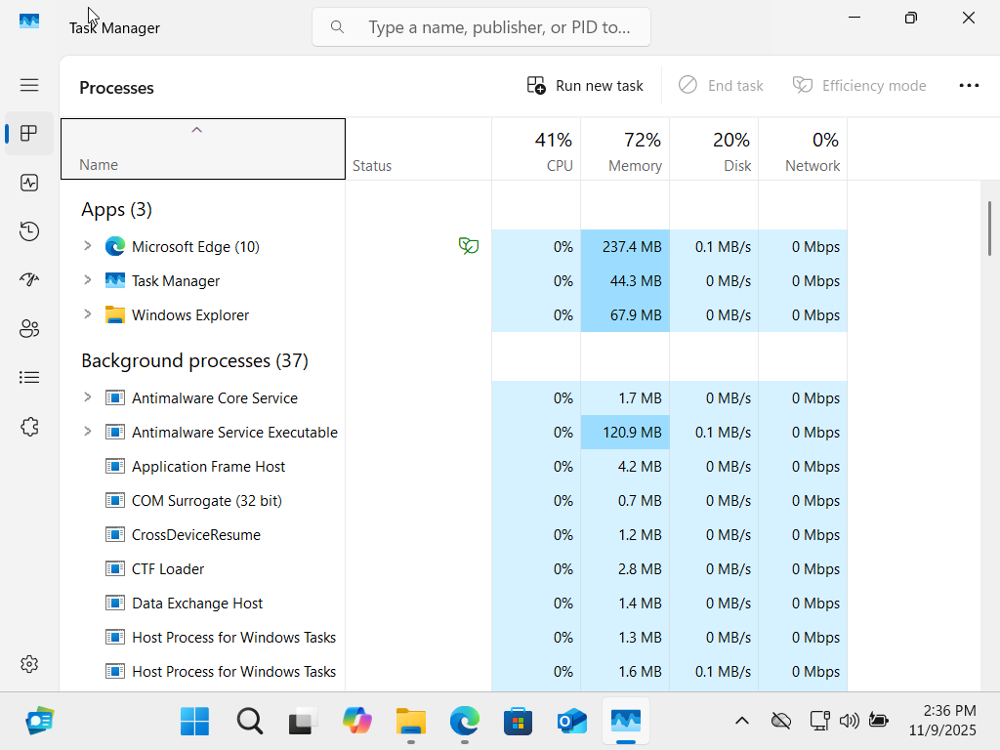 Task Manager
Type a name, publisher, or PID to...
Processes
Run new task
End task
Efficiency mode
Name
Status
41% CPU
72% Memory
20% Disk
0% Network
Apps (3)
Microsoft Edge (10) 0% 237.4 MB 0.1 MB/s 0 Mbps
Task Manager 0% 44.3 MB 0 MB/s 0 Mbps
Windows Explorer 0% 67.9 MB 0 MB/s 0 Mbps
Background processes (37)
Antimalware Core Service 0% 1.7 MB 0 MB/s 0 Mbps
Antimalware Service Executable 0% 120.9 MB 0.1 MB/s 0 Mbps
Application Frame Host 0% 4.2 MB 0 MB/s 0 Mbps
COM Surrogate (32 bit) 0% 0.7 MB 0 MB/s 0 Mbps
CrossDeviceResume 0% 1.2 MB 0 MB/s 0 Mbps
CTF Loader 0% 2.8 MB 0 MB/s 0 Mbps
Data Exchange Host 0% 1.4 MB 0 MB/s 0 Mbps
Host Process for Windows Tasks 0% 1.3 MB 0 MB/s 0 Mbps
Host Process for Windows Tasks 0% 1.6 MB 0.1 MB/s 0 Mbps
2:36 PM
11/9/2025